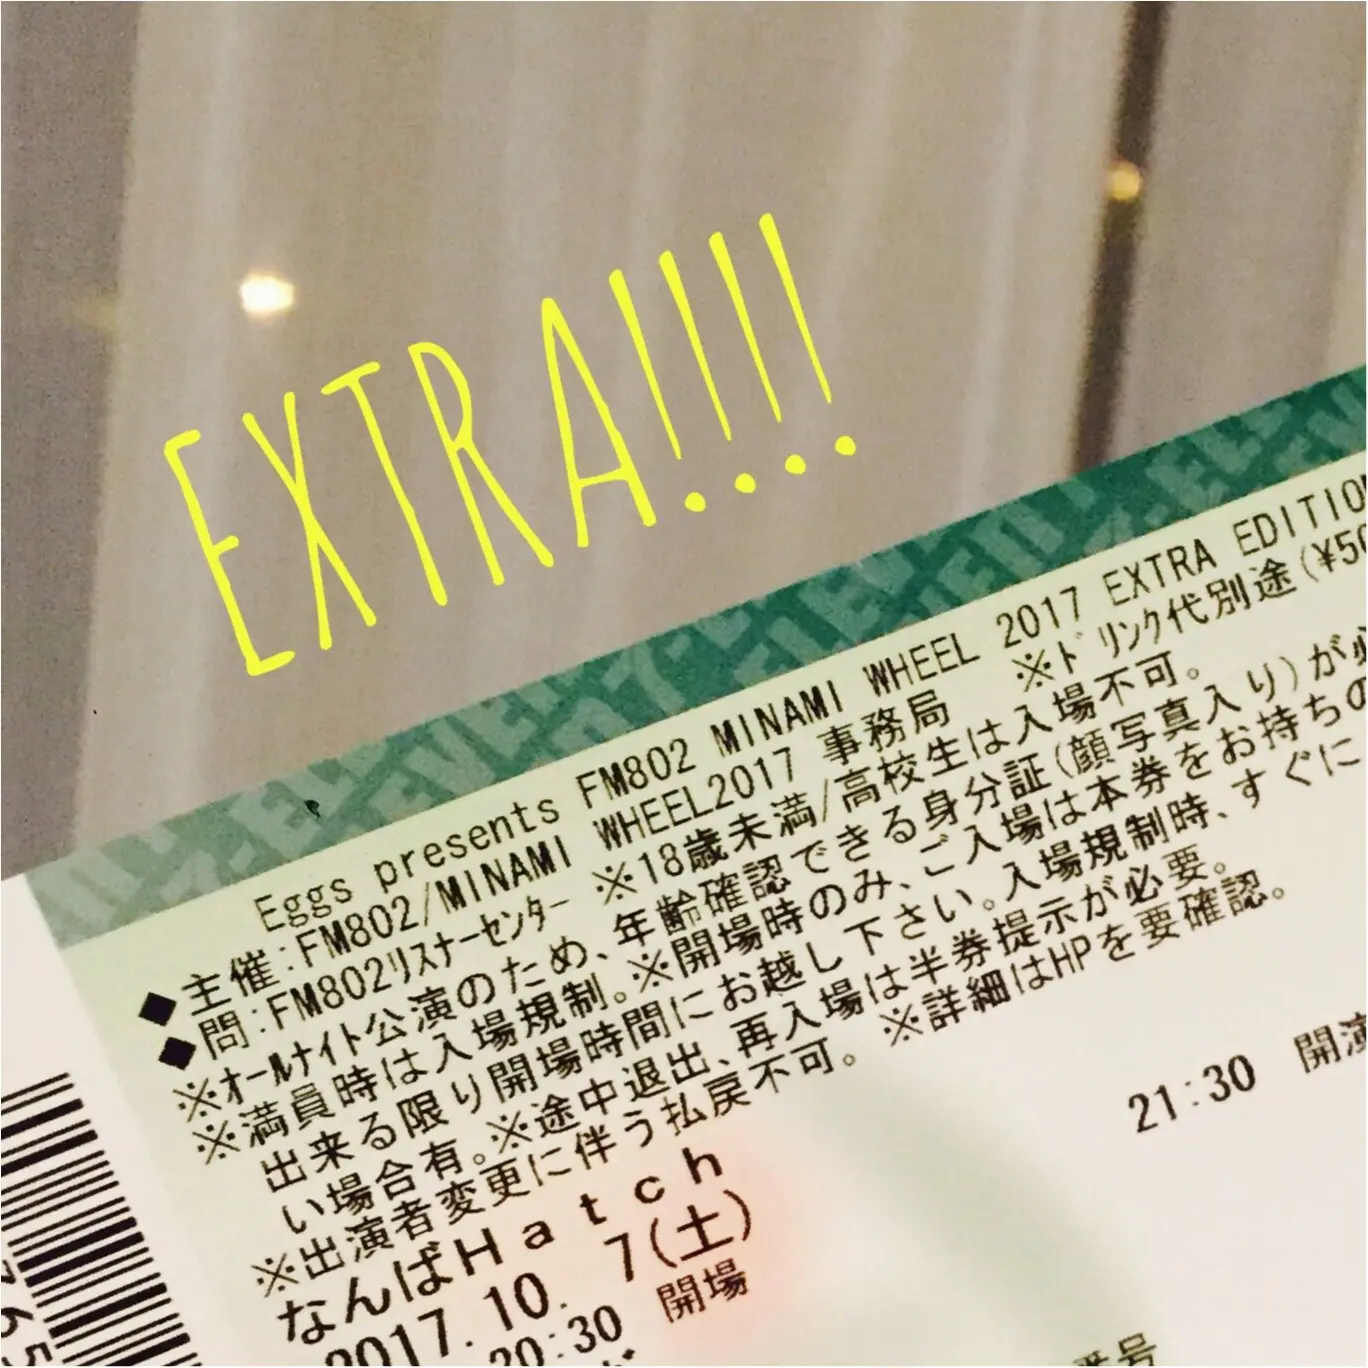 EXTRA!!!!
Eggs presents FM802 MINAMI WHEEL 2017 EXTRA EDITIO
◆主催:FM802/MINAMI WHEEL2017 事務局 ※ドリンク代別途(¥50
◆問:FM802リスナーセンター ※18歳未満/高校生は入場不可。
※オールナイト公演のため、年齢確認できる身分証(顔写真入り)が必
※満員時は入場規制。※開場時のみ、ご入場は本券をお持ちの
出来る限り開場時間にお越し下さい。入場規制時、すぐに
い場合有。※途中退出、再入場は半券提示が必要。
※出演者変更に伴う払戻不可。 ※詳細はHPを要確認。
なんばHatch
2017.10. 7(土)
20:30 開場 21:30 開演
番号